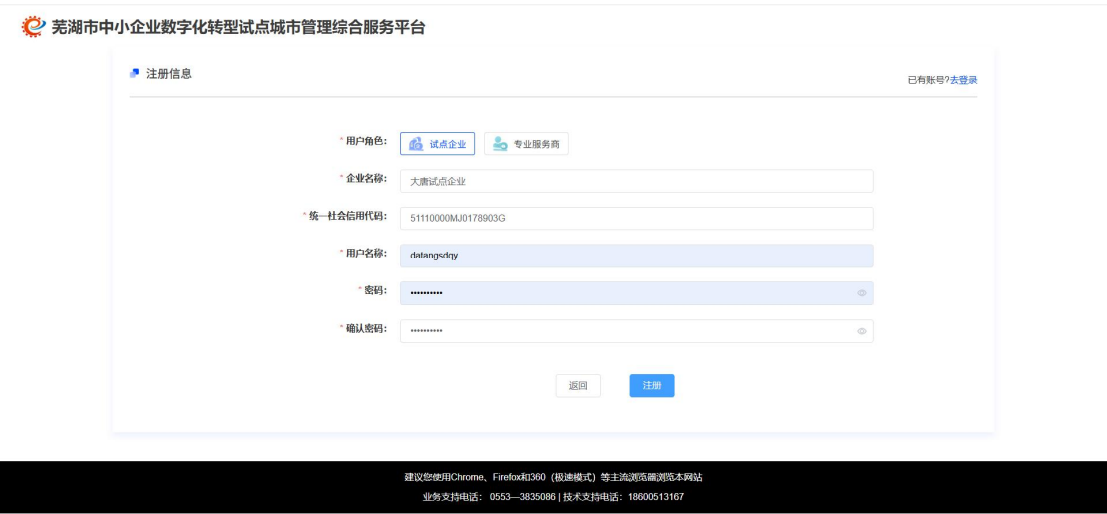 芜湖市中小企业数字化转型试点城市管理综合服务平台
注册信息
已有账号?去登录
* 用户角色: 试点企业 专业服务商
* 企业名称: 大唐试点企业
* 统一社会信用代码: 51110000MJ0178903G
* 用户名称: datangsdqy
* 密码: ••••••••••
* 确认密码: ••••••••••
返回 注册
建议您使用Chrome、Firefox和360（极速模式）等主流浏览器浏览本网站
业务支持电话： 0553—3835086 | 技术支持电话：18600513167